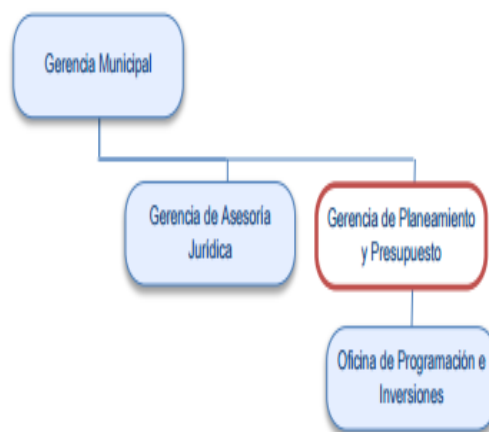 Gerencia Municipal
Gerencia de Asesoría
Jurídica
Gerencia de Planeamiento
y Presupuesto
Oficina de Programación e
Inversiones